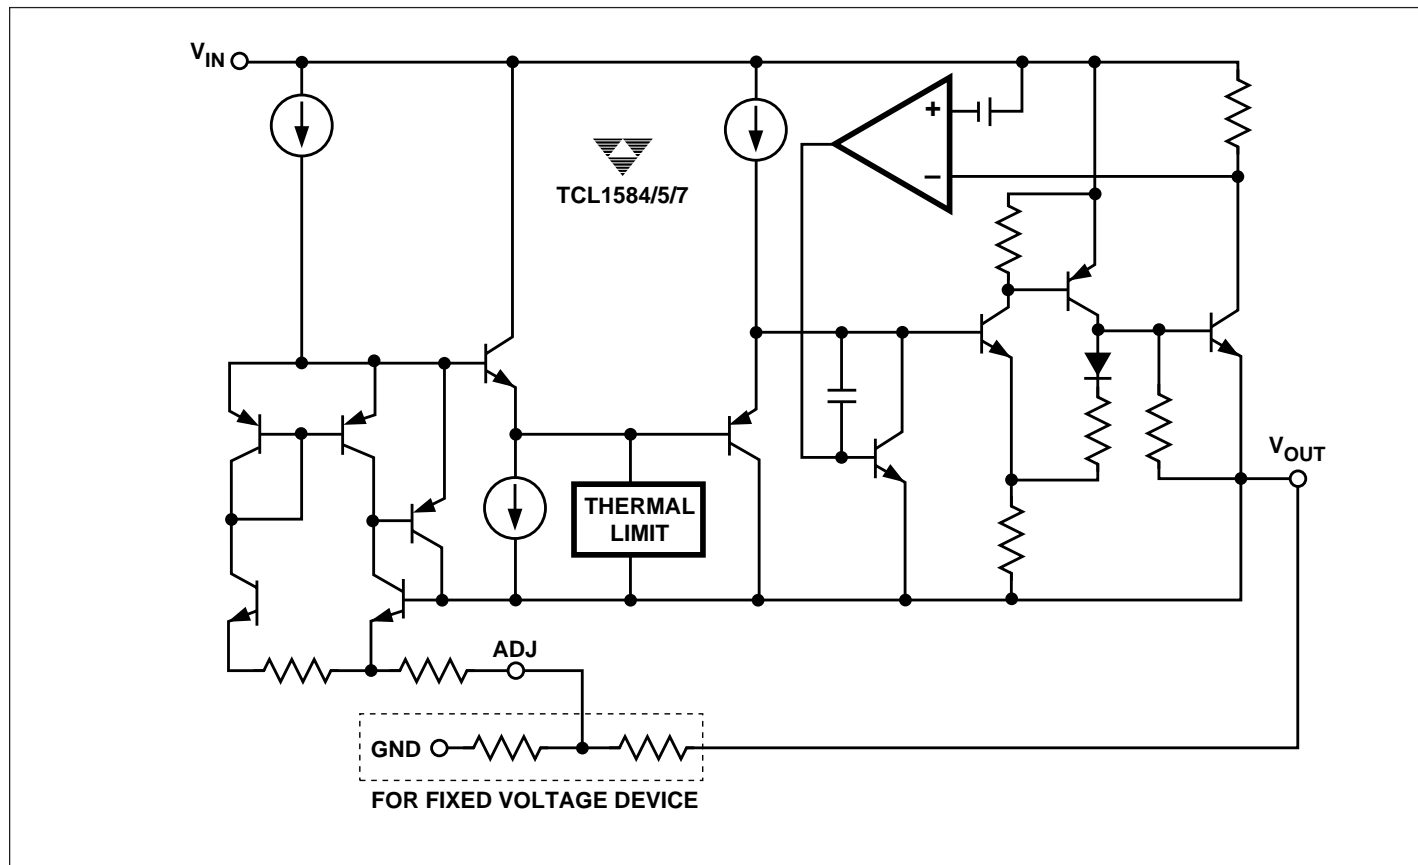 VIN
+
–
TCL1584/5/7
VOUT
THERMAL
LIMIT
ADJ
GND
FOR FIXED VOLTAGE DEVICE